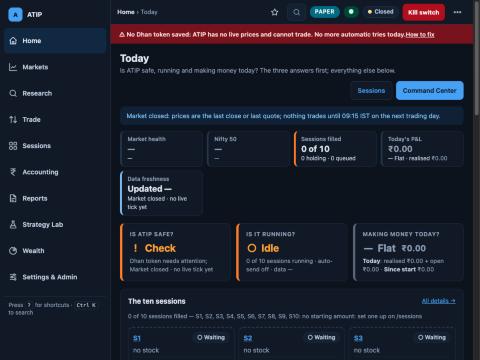 A ATIP
Home › Today
PAPER
Closed
Kill switch
Home
Markets
Research
Trade
Sessions
₹ Accounting
Reports
Strategy Lab
Wealth
Settings & Admin
Press ? for shortcuts · Ctrl K
to search
⚠ No Dhan token saved: ATIP has no live prices and cannot trade. No more automatic tries today. How to fix
Today
Is ATIP safe, running and making money today? The three answers first; everything else below.
Sessions
Command Center
Market closed: prices are the last close or last quote; nothing trades until 09:15 IST on the next trading day.
Market health
—
—
Nifty 50
—
—
Sessions filled
0 of 10
0 holding · 0 queued
Today's P&L
₹0.00
— Flat · realised ₹0.00
Data freshness
Updated —
Market closed · no live
tick yet
IS ATIP SAFE?
! Check
Dhan token needs attention;
Market closed · no live tick yet
IS IT RUNNING?
Idle
0 of 10 sessions running · auto-
send off · data —
MAKING MONEY TODAY?
— Flat ₹0.00
Today: realised ₹0.00 + open
₹0.00 · Since start ₹0.00
The ten sessions
All details →
0 of 10 sessions filled — S1, S2, S3, S4, S5, S6, S7, S8, S9, S10: no starting amount: set one up on /sessions
S1
Waiting
no stock
S2
Waiting
no stock
S3
Waiting
no stock